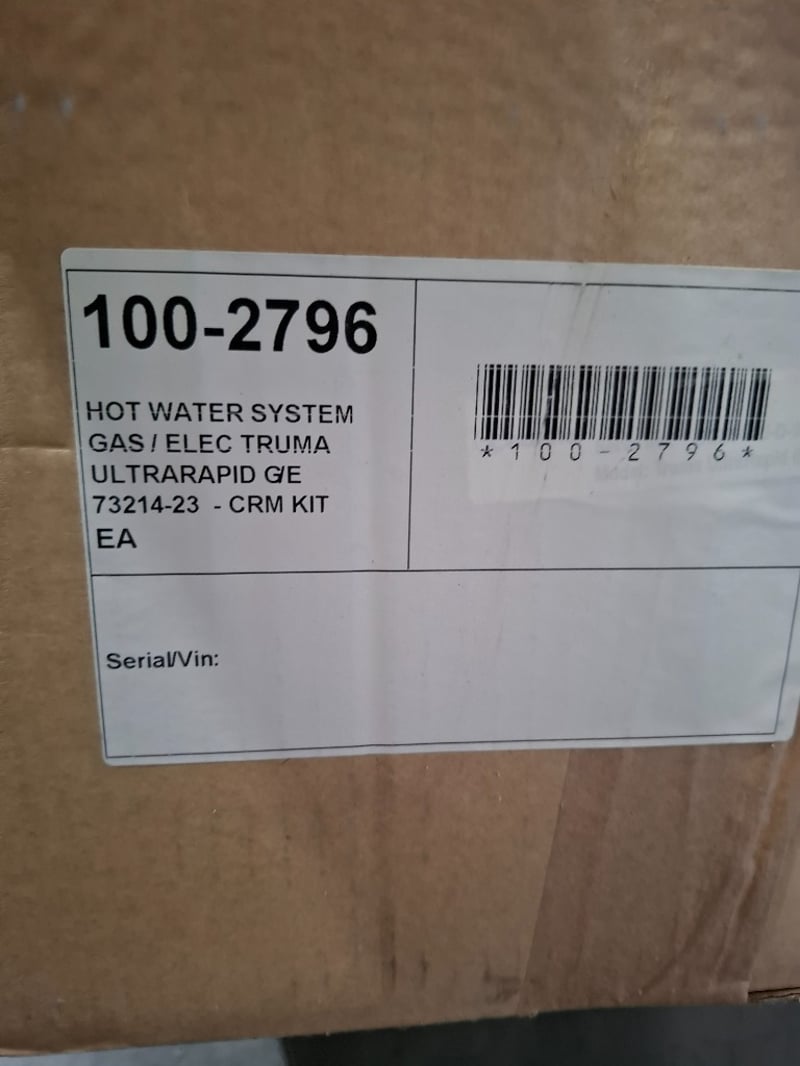 100-2796
HOT WATER SYSTEM
GAS / ELEC TRUMA
ULTRARAPID G/E
73214-23 - CRM KIT
EA
*100-2796*
Serial/Vin: